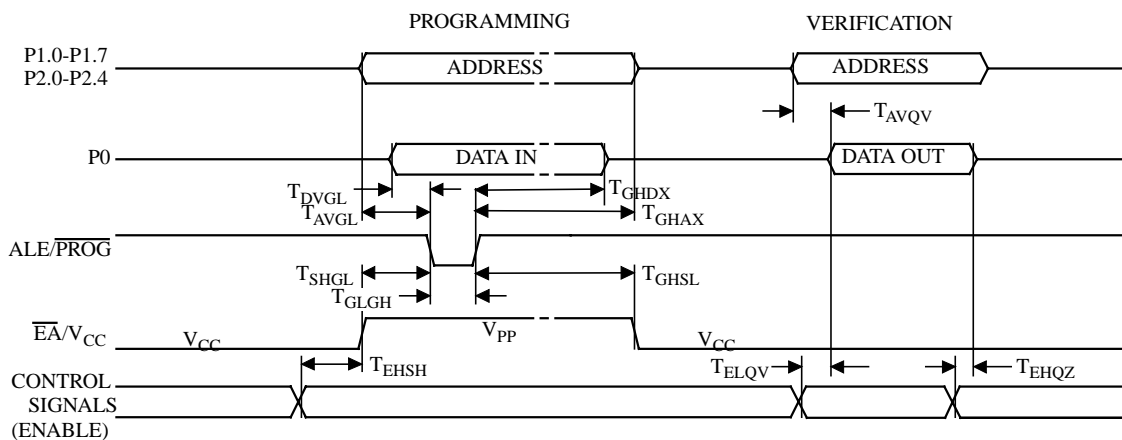 PROGRAMMING VERIFICATION
P1.0-P1.7
P2.0-P2.4
ADDRESS ADDRESS
TAVQV
P0
DATA IN DATA OUT
TDVGL TGHDX
TAVGL TGHAX
ALE/PROG
TSHGL TGHSL
TGLGH
EA/VCC
VCC VPP VCC
TEHSH TELQV TEHQZ
CONTROL
SIGNALS
(ENABLE)